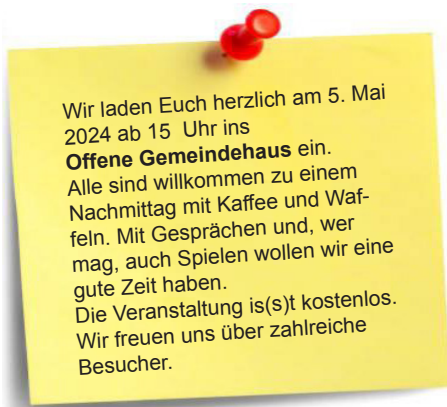 Wir laden Euch herzlich am 5. Mai
2024 ab 15 Uhr ins
Offene Gemeindehaus ein.
Alle sind willkommen zu einem
Nachmittag mit Kaffee und Waf-
feln. Mit Gesprächen und, wer
mag, auch Spielen wollen wir eine
gute Zeit haben.
Die Veranstaltung is(s)t kostenlos.
Wir freuen uns über zahlreiche
Besucher.